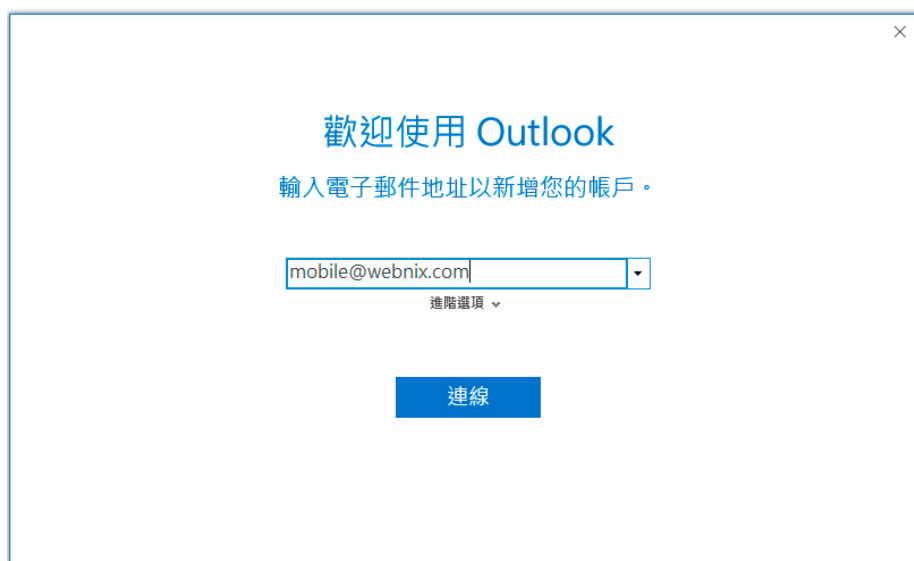 歡迎使用 Outlook
輸入電子郵件地址以新增您的帳戶。
mobile@webnix.com
進階選項
連線